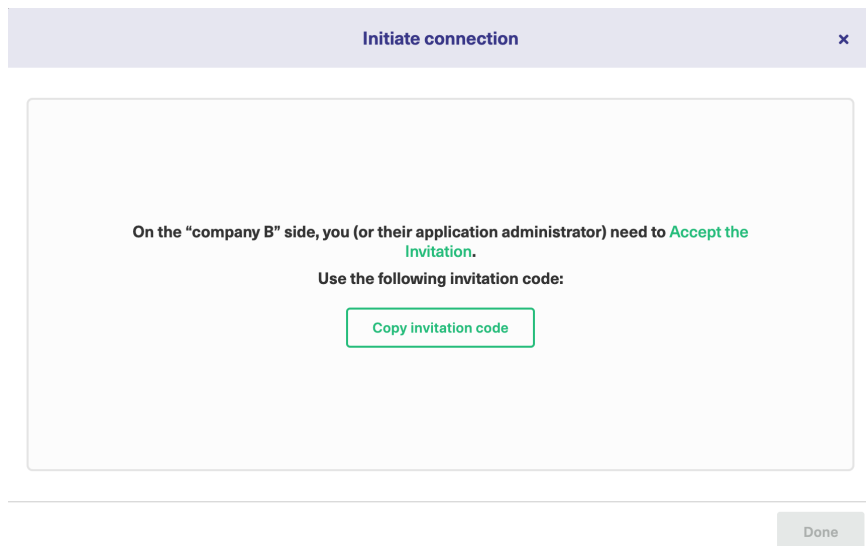 Initiate connection
×
On the “company B” side, you (or their application administrator) need to Accept the
Invitation.
Use the following invitation code:
Copy invitation code
Done